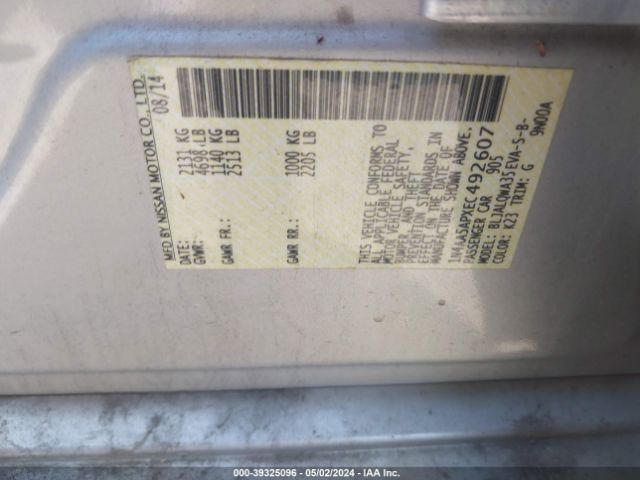 MFD BY NISSAN MOTOR CO., LTD.
DATE: 08/14
GVWR: 2131 KG
4698 LB
GAWR FR: 1140 KG
2513 LB
GAWR RR: 1000 KG
2205 LB
THIS VEHICLE CONFORMS TO
ALL APPLICABLE FEDERAL
MOTOR VEHICLE SAFETY,
BUMPER, AND THEFT
PREVENTION STANDARDS IN
EFFECT ON THE DATE OF
MANUFACTURE SHOWN ABOVE.
1N4AA5APXEC492607
PASSENGER CAR 905
MODEL: BLJALQWA35EVA-S-B-
COLOR: K23 TRIM: G 9N00A
000-39325096 - 05/02/2024 - IAA Inc.